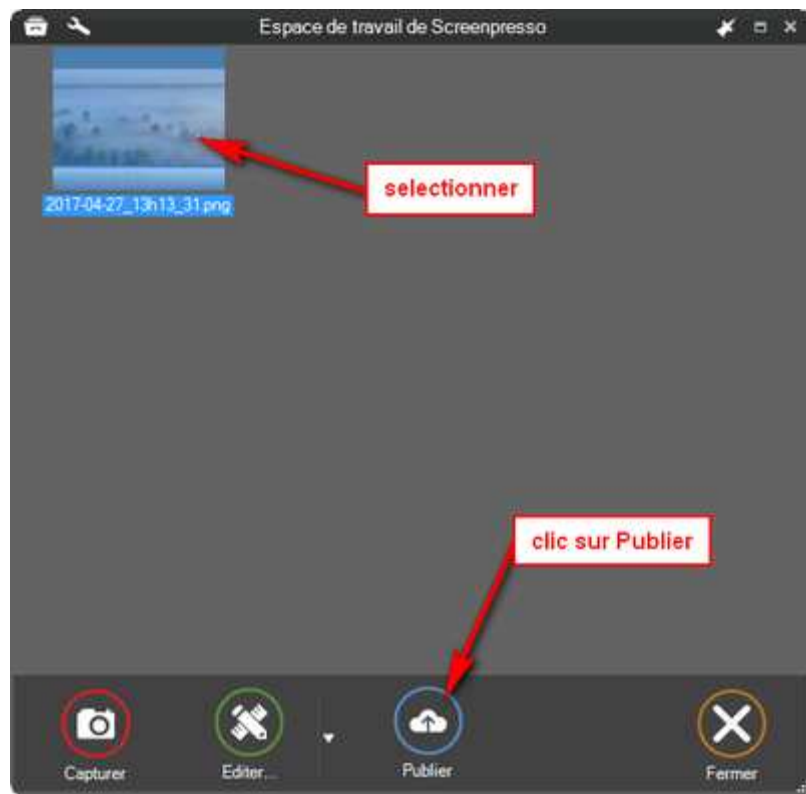 Espace de travail de Screenpresso
selectionner
2017-04-27_13h13_31.png
clic sur Publier
Capturer
Editer...
Publier
Fermer